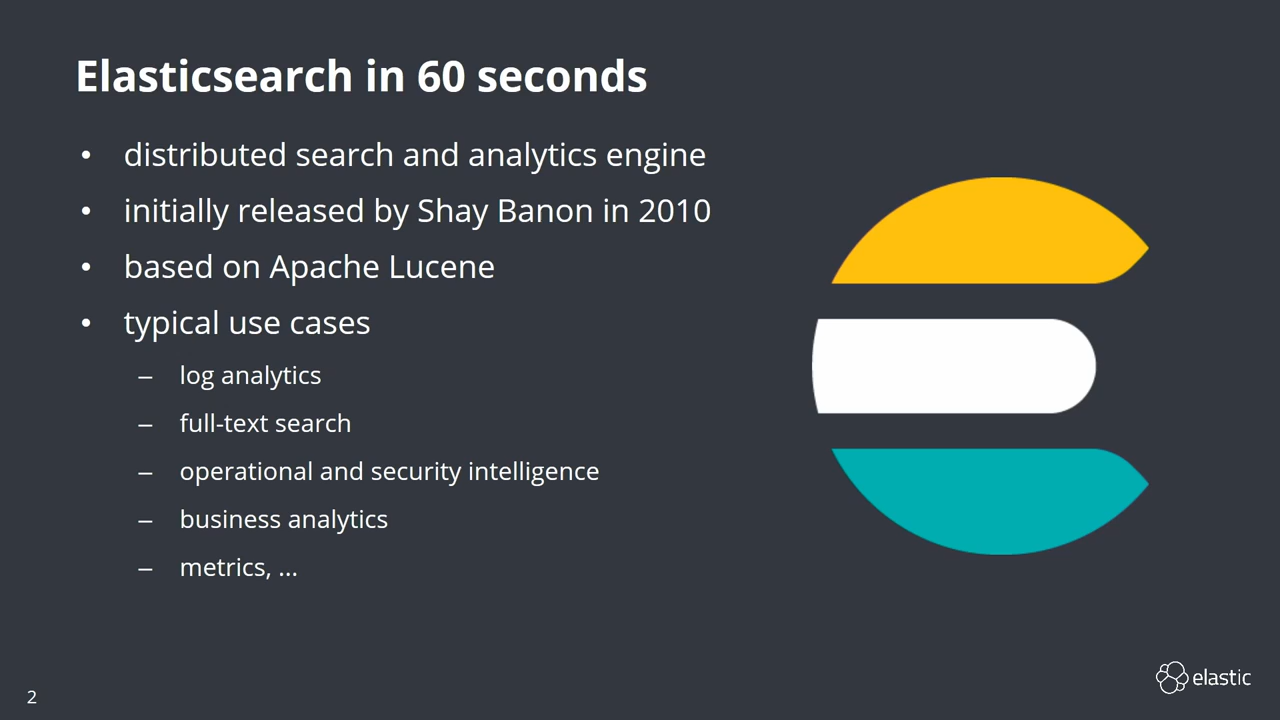 Elasticsearch in 60 seconds
• distributed search and analytics engine
• initially released by Shay Banon in 2010
• based on Apache Lucene
• typical use cases
– log analytics
– full-text search
– operational and security intelligence
– business analytics
– metrics, ...
2
elastic